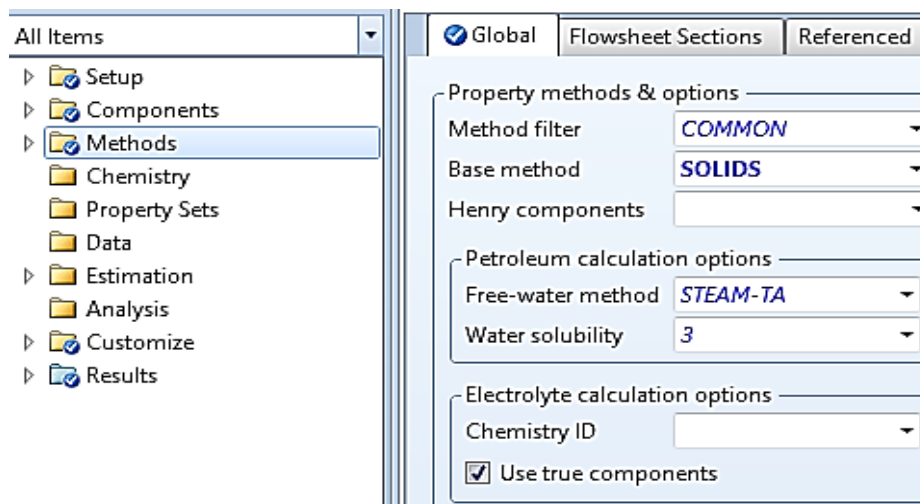 All Items
Setup
Components
Methods
Chemistry
Property Sets
Data
Estimation
Analysis
Customize
Results
Global Flowsheet Sections Referenced
Property methods & options
Method filter COMMON
Base method SOLIDS
Henry components
Petroleum calculation options
Free-water method STEAM-TA
Water solubility 3
Electrolyte calculation options
Chemistry ID
Use true components